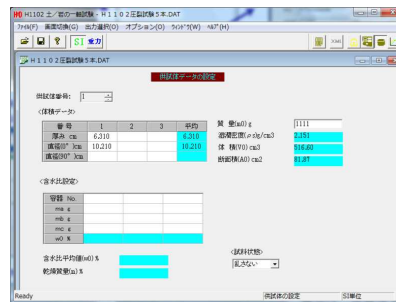 H1102 土／岩の一般試験 - H１１０２圧裂試験５本.DAT
ファイル(F) 画面切換(G) 出力選択(O) オプション(O) ウィンドウ(W) ヘルプ(H)
SI 重力
H１１０２圧裂試験５本.DAT
供試体データの設定
供試体番号: 1
<体積データ>
番号 1 2 3 平均
厚み cm 6.310 6.310
直径(0° )cm 10.210 10.210
直径(90° )cm
質 量(m0) g 1111
湿潤密度(ρs)g/cm3 2.151
体 積(V0) cm3 516.60
断面積(A0) cm2 81.87
<含水比設定>
容器 No.
ma g
mb g
mc g
w0 %
含水比平均値(w0) %
乾燥質量(m) %
<試料状態>
乱さない
Ready 供試体の設定 SI単位